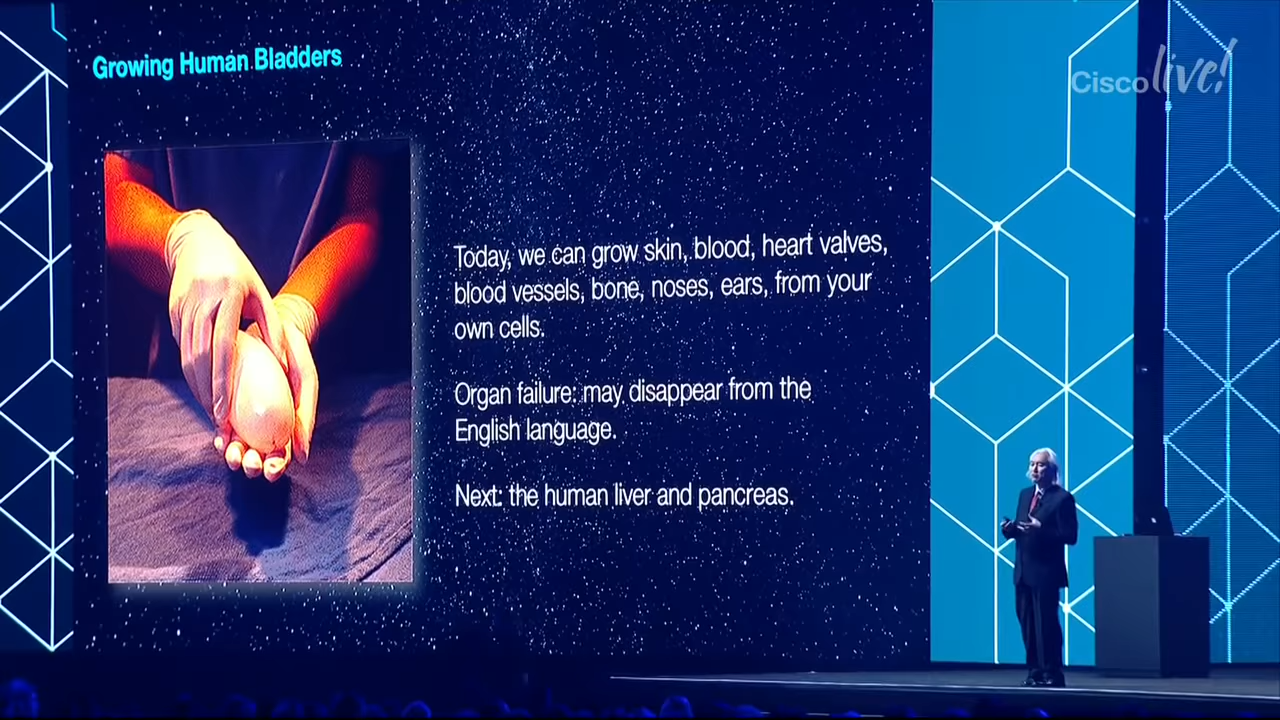 Growing Human Bladders
Cisco live!
Today, we can grow skin, blood, heart valves,
blood vessels, bone, noses, ears, from your
own cells.
Organ failure: may disappear from the
English language.
Next: the human liver and pancreas.